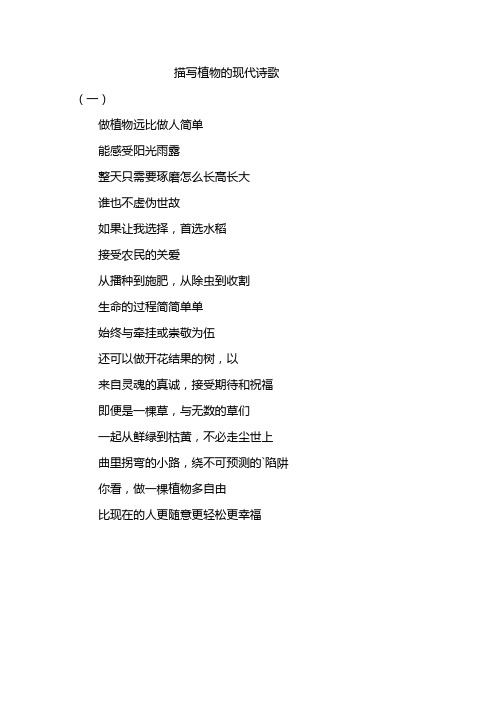 描写植物的现代诗歌
（一）
做植物远比做人简单
能感受阳光雨露
整天只需要琢磨怎么长高长大
谁也不虚伪世故
如果让我选择，首选水稻
接受农民的关爱
从播种到施肥，从除虫到收割
生命的过程简简单单
始终与牵挂或崇敬为伍
还可以做开花结果的树，以
来自灵魂的真诚，接受期待和祝福
即便是一棵草，与无数的草们
一起从鲜绿到枯黄，不必走尘世上
曲里拐弯的小路，绕不可预测的`陷阱
你看，做一棵植物多自由
比现在的人更随意更轻松更幸福